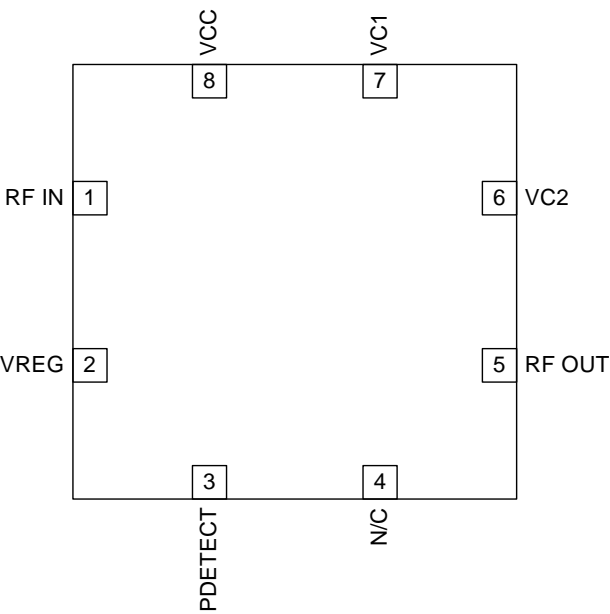 VCC
VC1
8
7
RF IN 1
6 VC2
VREG 2
5 RF OUT
3
4
PDETECT
N/C